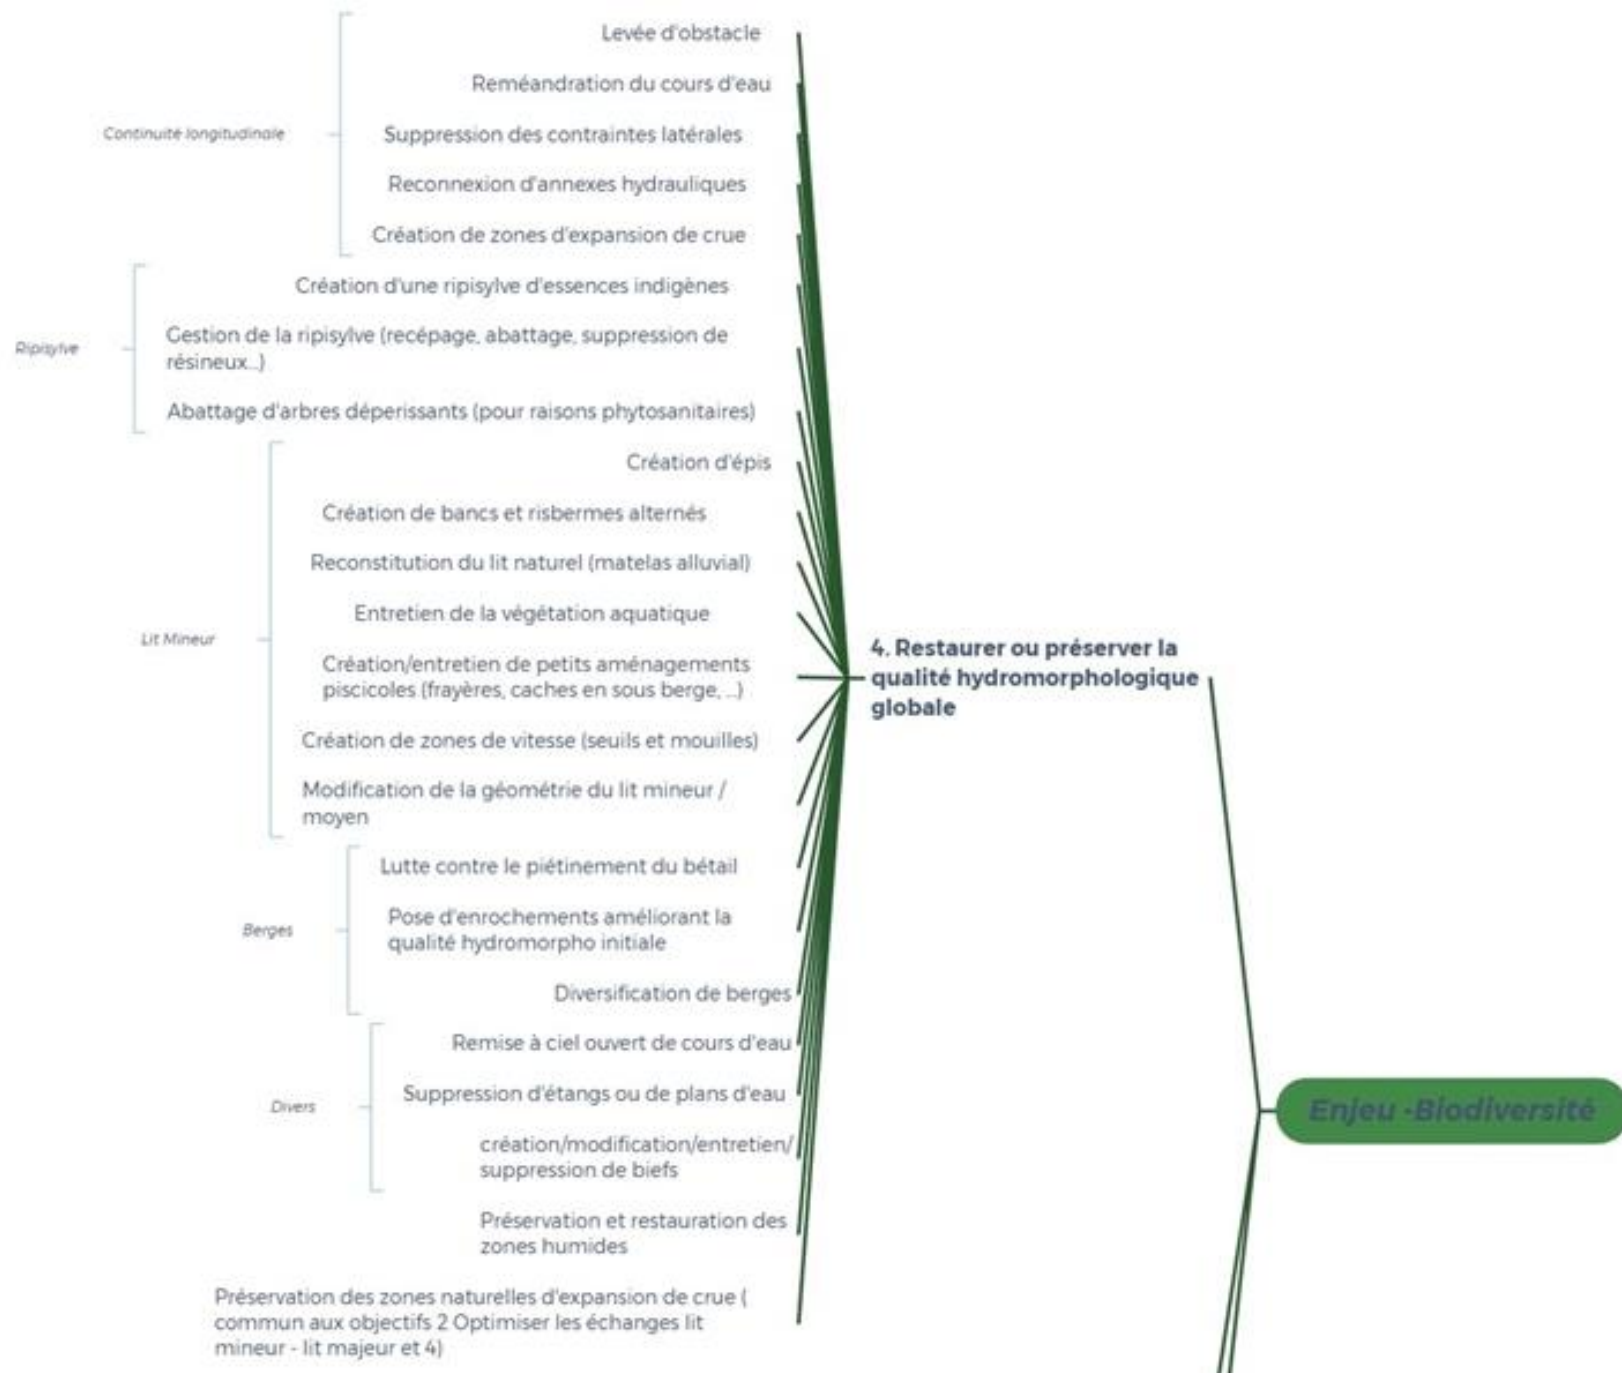 Levée d'obstacle
Reméandration du cours d'eau
Continuité longitudinale
Suppression des contraintes latérales
Reconnexion d'annexes hydrauliques
Création de zones d'expansion de crue
Création d'une ripisylve d'essences indigènes
Ripisylve
Gestion de la ripisylve (recépage, abattage, suppression de
résineux...)
Abattage d'arbres déperissants (pour raisons phytosanitaires)
Création d'épis
Création de bancs et risbermes alternés
Reconstitution du lit naturel (matelas alluvial)
Entretien de la végétation aquatique
Lit Mineur
Création/entretien de petits aménagements
piscicoles (frayères, caches en sous berge, ...)
Création de zones de vitesse (seuils et mouilles)
Modification de la géométrie du lit mineur /
moyen
4. Restaurer ou préserver la
qualité hydromorphologique
globale
Lutte contre le piétinement du bétail
Berges
Pose d'enrochements améliorant la
qualité hydromorpho initiale
Diversification de berges
Remise à ciel ouvert de cours d'eau
Divers
Suppression d'étangs ou de plans d'eau
création/modification/entretien/
suppression de biefs
Enjeu -Biodiversité
Préservation et restauration des
zones humides
Préservation des zones naturelles d'expansion de crue (
commun aux objectifs 2 Optimiser les échanges lit
mineur - lit majeur et 4)